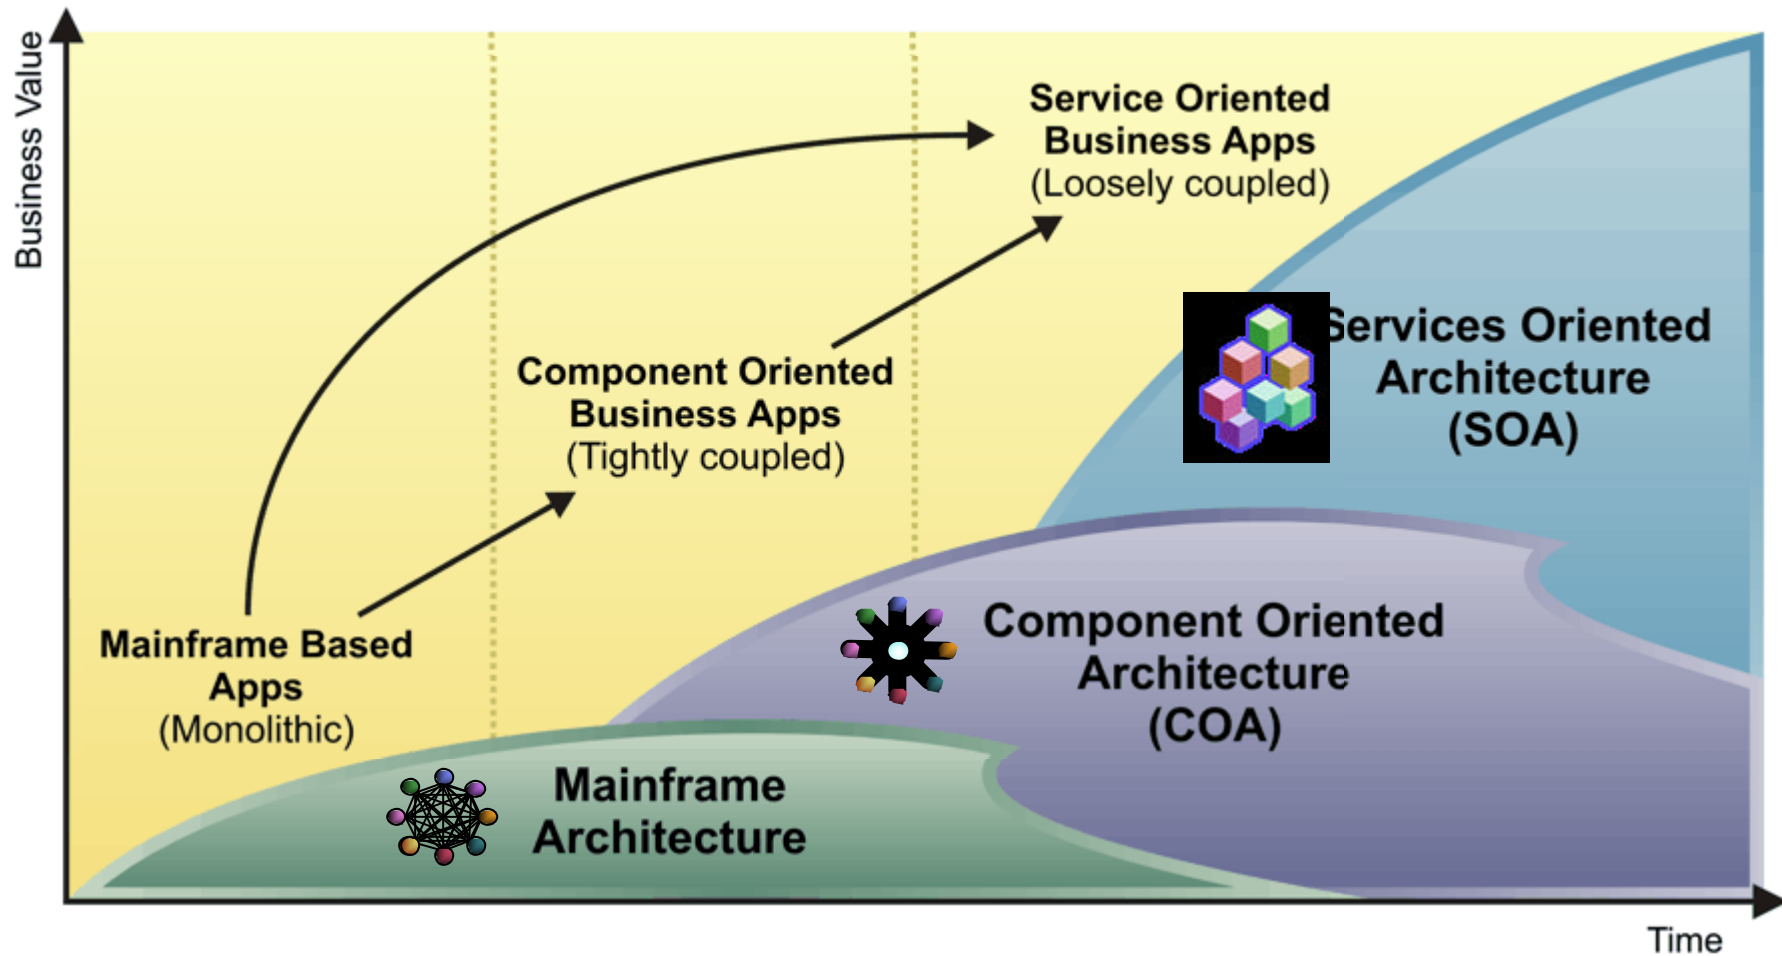 Business Value
Service Oriented
Business Apps
(Loosely coupled)
Services Oriented
Architecture
(SOA)
Component Oriented
Business Apps
(Tightly coupled)
Mainframe Based
Apps
(Monolithic)
Component Oriented
Architecture
(COA)
Mainframe
Architecture
Time